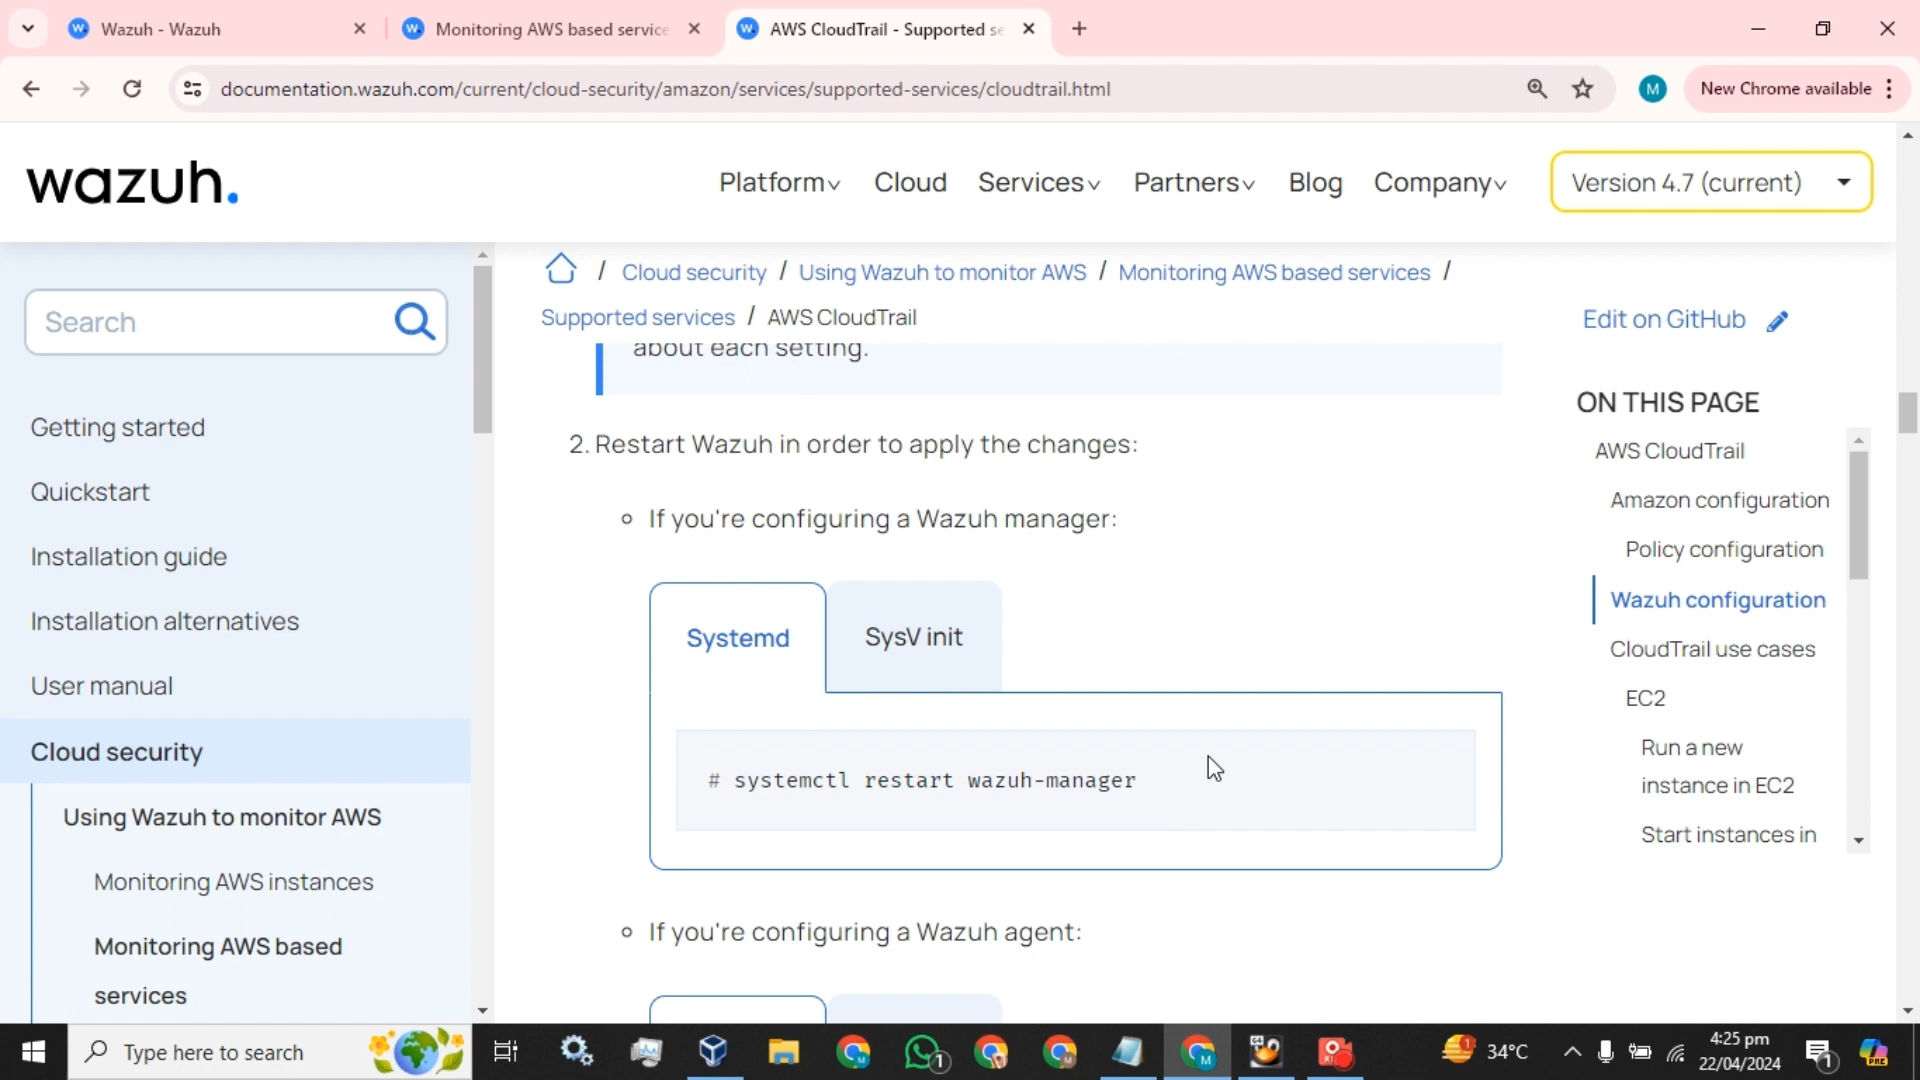 Wazuh - Wazuh
Monitoring AWS based service
AWS CloudTrail - Supported se
documentation.wazuh.com/current/cloud-security/amazon/services/supported-services/cloudtrail.html
M
New Chrome available
wazuh.
Platform
Cloud
Services
Partners
Blog
Company
Version 4.7 (current)
Search
Getting started
Quickstart
Installation guide
Installation alternatives
User manual
Cloud security
Using Wazuh to monitor AWS
Monitoring AWS instances
Monitoring AWS based
services
/ Cloud security / Using Wazuh to monitor AWS / Monitoring AWS based services /
Supported services / AWS CloudTrail
about each setting.
2. Restart Wazuh in order to apply the changes:
If you're configuring a Wazuh manager:
Systemd
SysV init
# systemctl restart wazuh-manager
If you're configuring a Wazuh agent:
Edit on GitHub
ON THIS PAGE
AWS CloudTrail
Amazon configuration
Policy configuration
Wazuh configuration
CloudTrail use cases
EC2
Run a new
instance in EC2
Start instances in
Type here to search
1
64
M
1
34°C
4:25 pm
22/04/2024
1
PRE